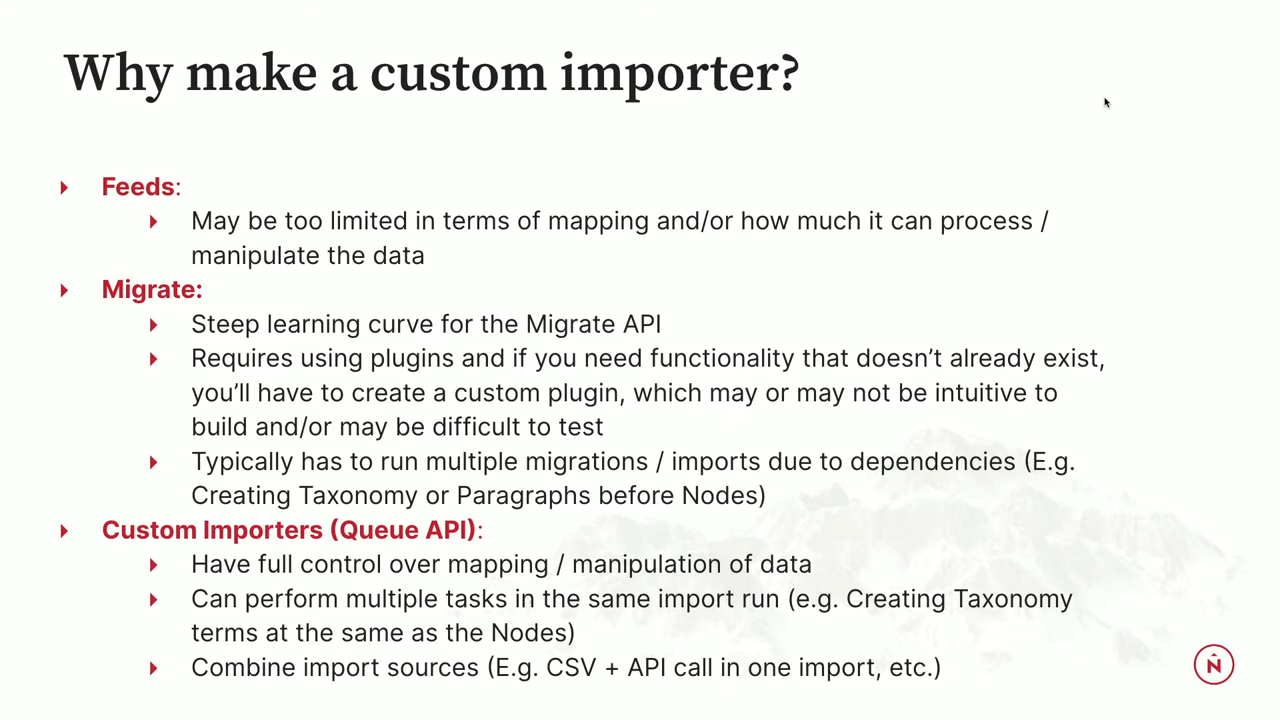 Why make a custom importer?
Feeds:
May be too limited in terms of mapping and/or how much it can process /
manipulate the data
Migrate:
Steep learning curve for the Migrate API
Requires using plugins and if you need functionality that doesn’t already exist,
you’ll have to create a custom plugin, which may or may not be intuitive to
build and/or may be difficult to test
Typically has to run multiple migrations / imports due to dependencies (E.g.
Creating Taxonomy or Paragraphs before Nodes)
Custom Importers (Queue API):
Have full control over mapping / manipulation of data
Can perform multiple tasks in the same import run (e.g. Creating Taxonomy
terms at the same as the Nodes)
Combine import sources (E.g. CSV + API call in one import, etc.)
N